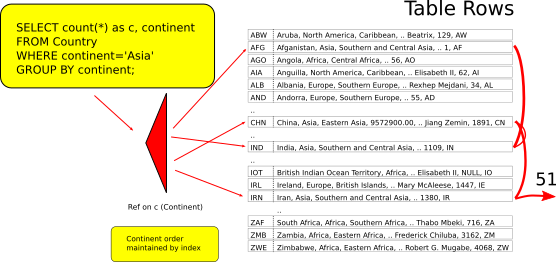 Table Rows
SELECT count(*) as c, continent
FROM Country
WHERE continent='Asia'
GROUP BY continent;
ABW Aruba, North America, Caribbean, .. Beatrix, 129, AW
AFG Afganistan, Asia, Southern and Central Asia, .. 1, AF
AGO Angola, Africa, Central Africa, .. 56, AO
AIA Anguilla, North America, Caribbean, .. Elisabeth II, 62, AI
ALB Albania, Europe, Southern Europe, .. Rexhep Mejdani, 34, AL
AND Andorra, Europe, Southern Europe, .. 55, AD
..
CHN China, Asia, Eastern Asia, 9572900.00, .. Jiang Zemin, 1891, CN
..
IND India, Asia, Southern and Central Asia, .. 1109, IN
..
IOT British Indian Ocean Territory, Africa, .. Elisabeth II, NULL, IO
IRL Ireland, Europe, British Islands, .. Mary McAleese, 1447, IE
IRN Iran, Asia, Southern and Central Asia, .. 1380, IR
51
..
ZAF South Africa, Africa, Southern Africa, .. Thabo Mbeki, 716, ZA
ZMB Zambia, Africa, Eastern Africa, .. Frederick Chiluba, 3162, ZM
ZWE Zimbabwe, Africa, Eastern Africa, .. Robert G. Mugabe, 4068, ZW
Ref on c (Continent)
Continent order
maintained by index